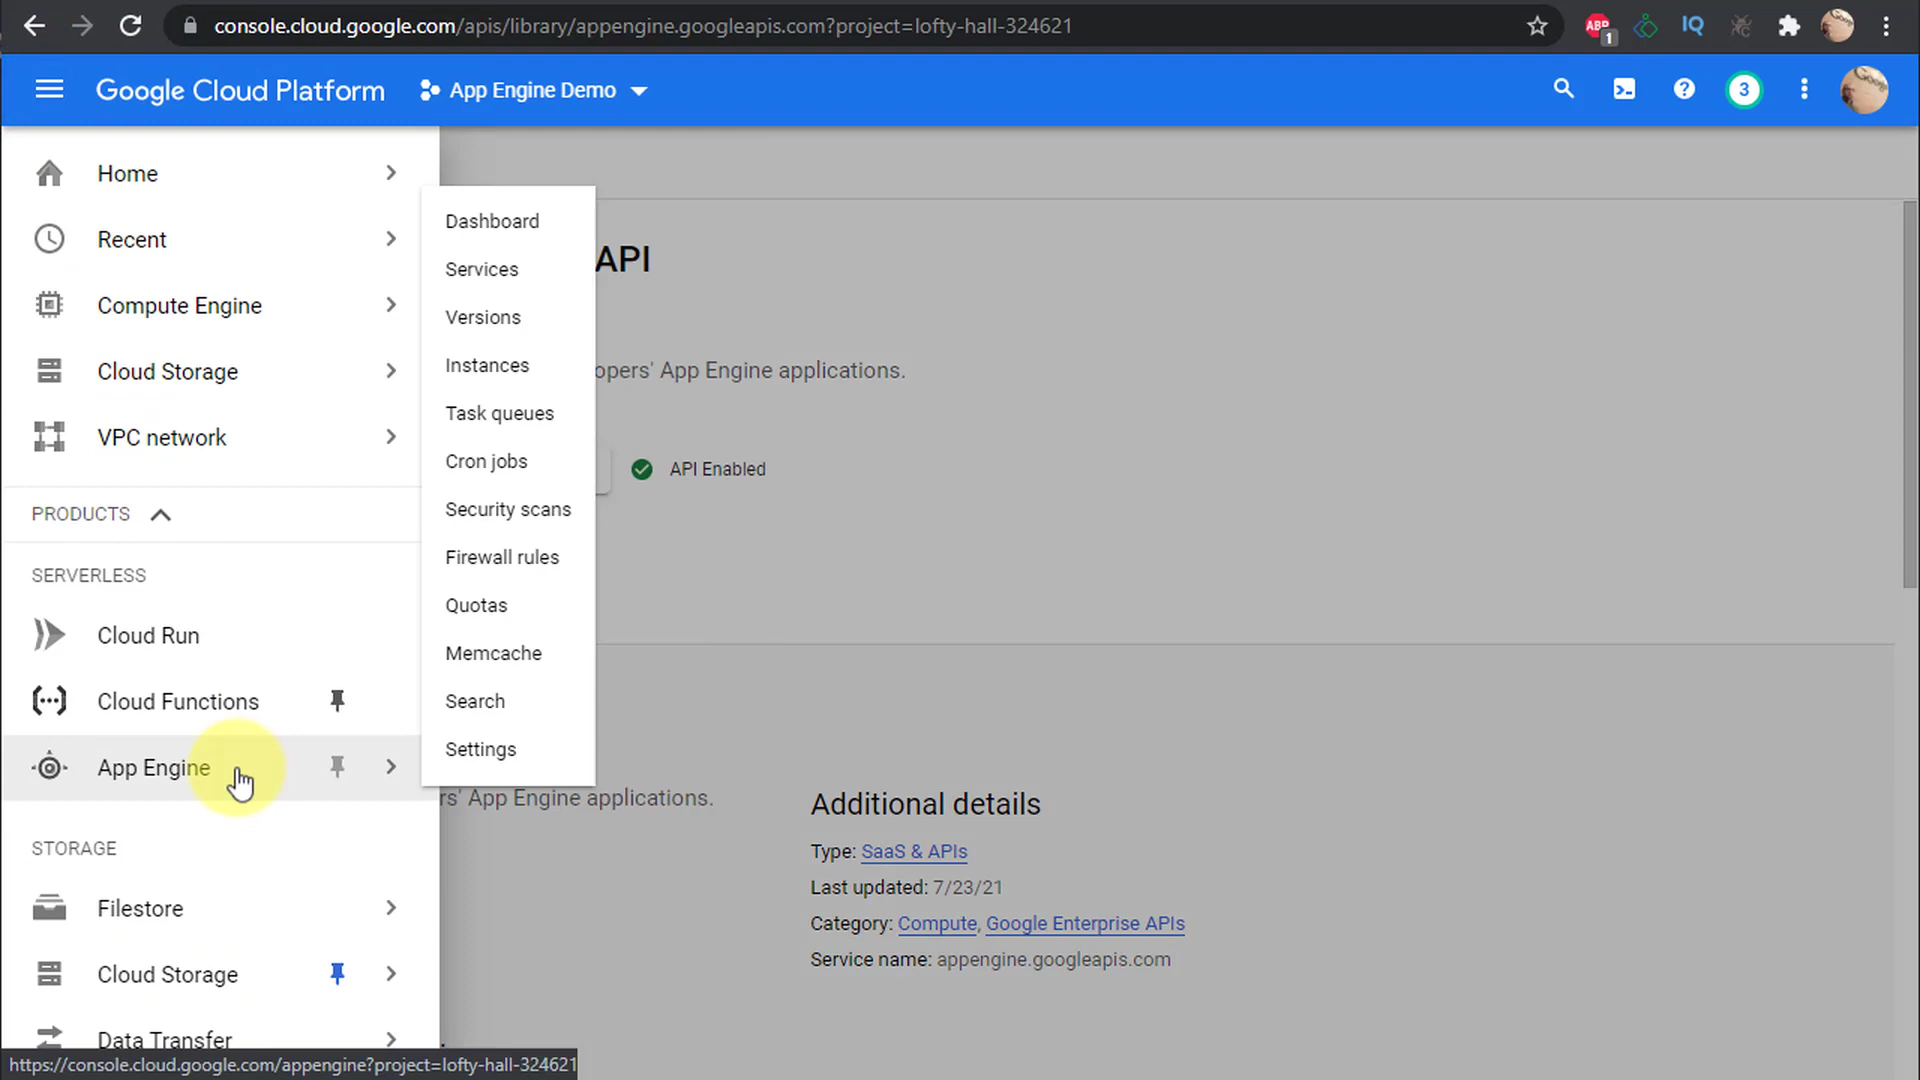 console.cloud.google.com/apis/library/appengine.googleapis.com?project=lofty-hall-324621
ABP
1
IQ
Google Cloud Platform
App Engine Demo
3
Home
Recent
Compute Engine
Cloud Storage
VPC network
PRODUCTS
SERVERLESS
Cloud Run
Cloud Functions
App Engine
STORAGE
Filestore
Cloud Storage
Data Transfer
Dashboard
Services
Versions
Instances
Task queues
Cron jobs
Security scans
Firewall rules
Quotas
Memcache
Search
Settings
API
opers' App Engine applications.
API Enabled
rs' App Engine applications.
Additional details
Type: SaaS & APIs
Last updated: 7/23/21
Category: Compute, Google Enterprise APIs
Service name: appengine.googleapis.com
https://console.cloud.google.com/appengine?project=lofty-hall-324621